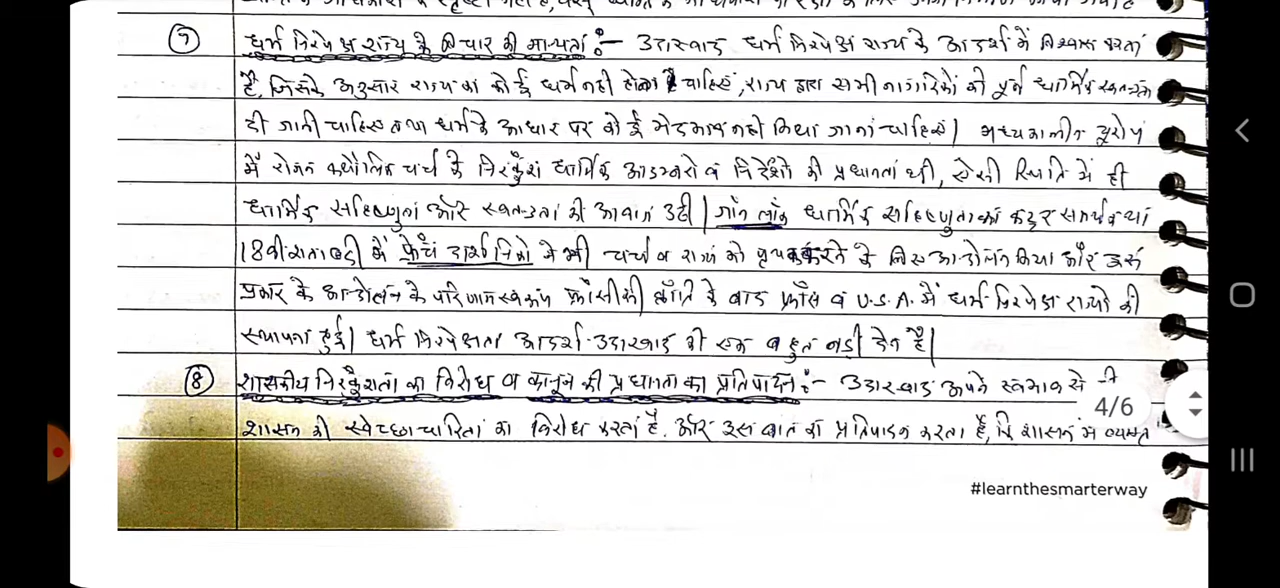 7 धर्म निरपेक्ष राज्य के विचार की मान्यता :- उदारवाद धर्म निरपेक्ष राज्य के आदर्श में विश्वास करता
है, जिसके अनुसार राज्य का कोई धर्म नही होना चाहिए, राज्य द्वारा सभी नागरिकों को पूर्ण धार्मिक स्वतन्त्रता
दी जानी चाहिए तथा धर्म के आधार पर कोई भेदभाव नही किया जाना चाहिए। मध्यकालीन यूरोप
में रोमन कैथोलिक चर्च के निरंकुश धार्मिक आडम्बरो व निर्देशो की प्रधानता थी, ऐसी स्थिति में ही
धार्मिक सहिष्णुता और स्वतन्त्रता की आवाज उठी। जॉन लॉक धार्मिक सहिष्णुता का कट्टर समर्थक था
18वी शताब्दी में फ्रेंच दार्शनिको ने भी चर्च व राज्य को पृथक करने के लिए आन्दोलन किया और इस
प्रकार के आन्दोलन के परिणामस्वरूप फ्रांसीसी क्रांति के बाद फ्रांस व U.S.A. में धर्म-निरपेक्ष राज्यो की
स्थापना हुई। धर्म निरपेक्षता आदर्श उदारवाद की एक बहुत बड़ी देन है।
8 शासकीय निरंकुशता का विरोध व कानून की प्रधानता का प्रतिपादन :- उदारवाद अपने स्वभाव से
शासन की स्वेच्छाचारिता का विरोध करता है. और इस बात का प्रतिपादन करता है, कि शासन में
4/6
#learnthesmarterway